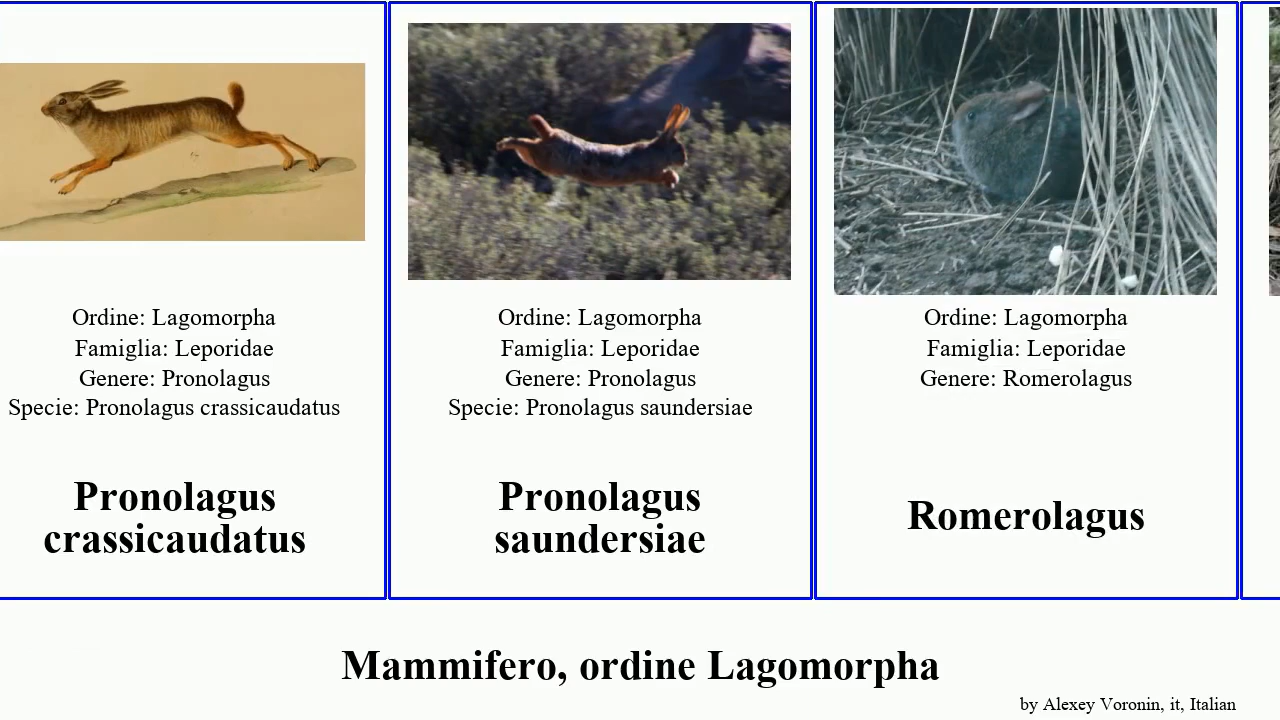 Ordine: Lagomorpha
Famiglia: Leporidae
Genere: Pronolagus
Specie: Pronolagus crassicaudatus
Pronolagus
crassicaudatus
Ordine: Lagomorpha
Famiglia: Leporidae
Genere: Pronolagus
Specie: Pronolagus saundersiae
Pronolagus
saundersiae
Ordine: Lagomorpha
Famiglia: Leporidae
Genere: Romerolagus
Romerolagus
Mammifero, ordine Lagomorpha
by Alexey Voronin, it, Italian